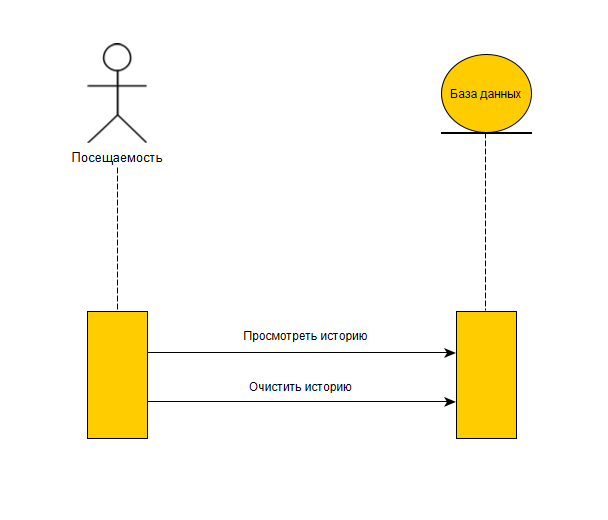 База данных
Посещаемость
Просмотреть историю
Очистить историю